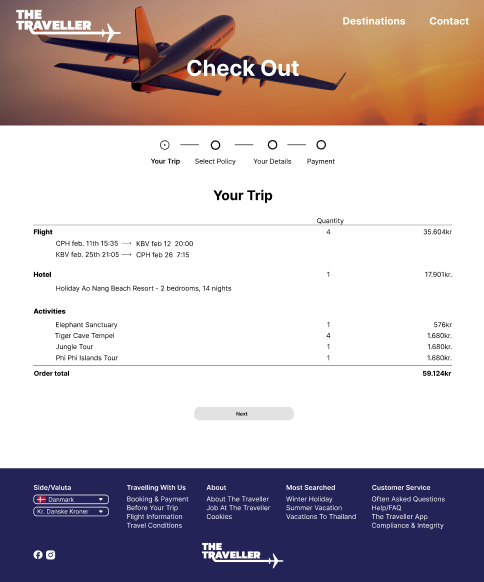 THE
TRAVELLER
Destinations Contact
Check Out
Your Trip Select Policy Your Details Payment
Your Trip
Quantity
Flight 4 35.604kr
CPH feb. 11th 15:35 → KBV feb 12 20:00
KBV feb. 25th 21:05 → CPH feb 26 7:15
Hotel 1 17.901kr.
Holiday Ao Nang Beach Resort - 2 bedrooms, 14 nights
Activities
Elephant Sanctuary 1 576kr
Tiger Cave Tempel 4 1.680kr.
Jungle Tour 1 1.680kr.
Phi Phi Islands Tour 1 1.680kr.
Order total 59.124kr
Next
Side/Valuta Travelling With Us About Most Searched Customer Service
Danmark Booking & Payment About The Traveller Winter Holiday Often Asked Questions
Kr. Danske Kroner Before Your Trip Job At The Traveller Summer Vacation Help/FAQ
Flight Information Cookies Vacations To Thailand The Traveller App
Travel Conditions Compliance & Integrity
THE
TRAVELLER